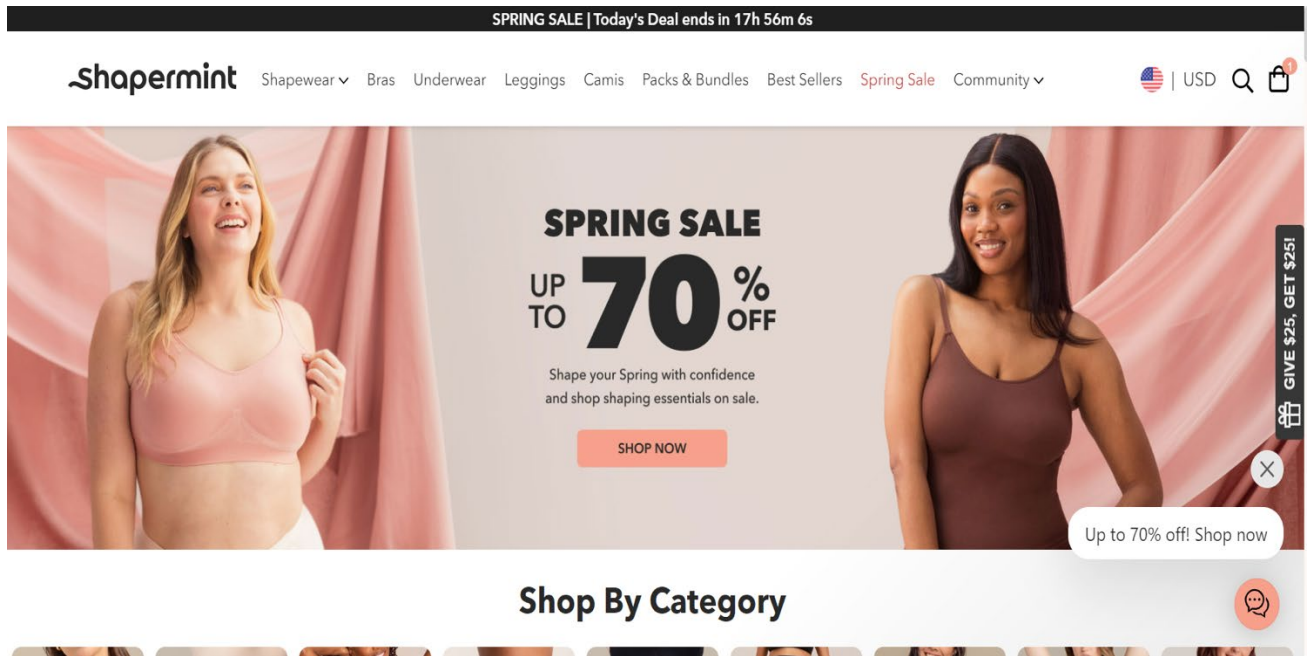 SPRING SALE | Today's Deal ends in 17h 56m 6s
shapermint
Shapewear Bras Underwear Leggings Camis Packs & Bundles Best Sellers Spring Sale Community
| USD
1
SPRING SALE
UP TO 70% OFF
Shape your Spring with confidence
and shop shaping essentials on sale.
SHOP NOW
GIVE $25, GET $25!
Up to 70% off! Shop now
Shop By Category